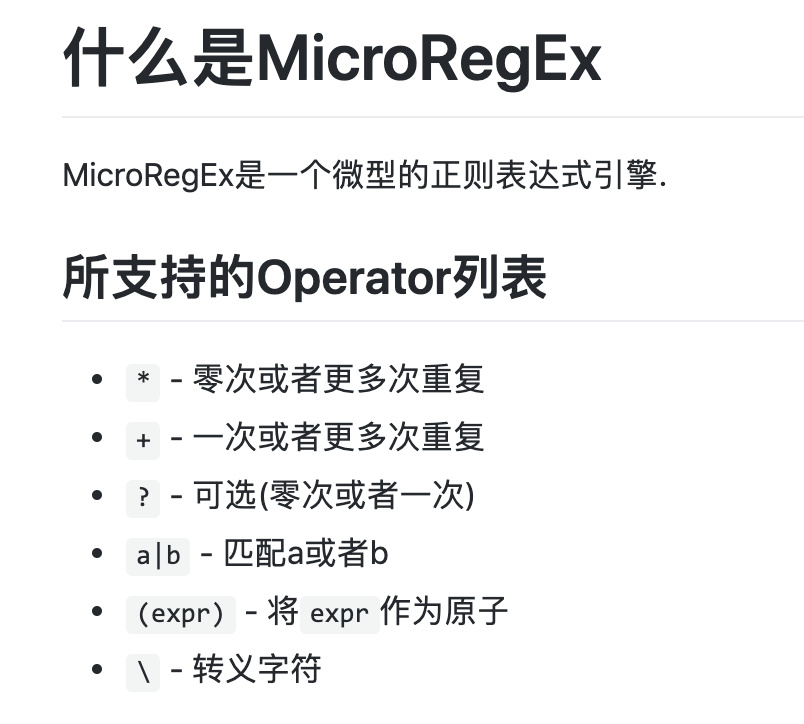 什么是MicroRegEx
MicroRegEx是一个微型的正则表达式引擎.
所支持的Operator列表
* - 零次或者更多次重复
+ - 一次或者更多次重复
? - 可选(零次或者一次)
a|b - 匹配a或者b
(expr) - 将expr作为原子
\ - 转义字符